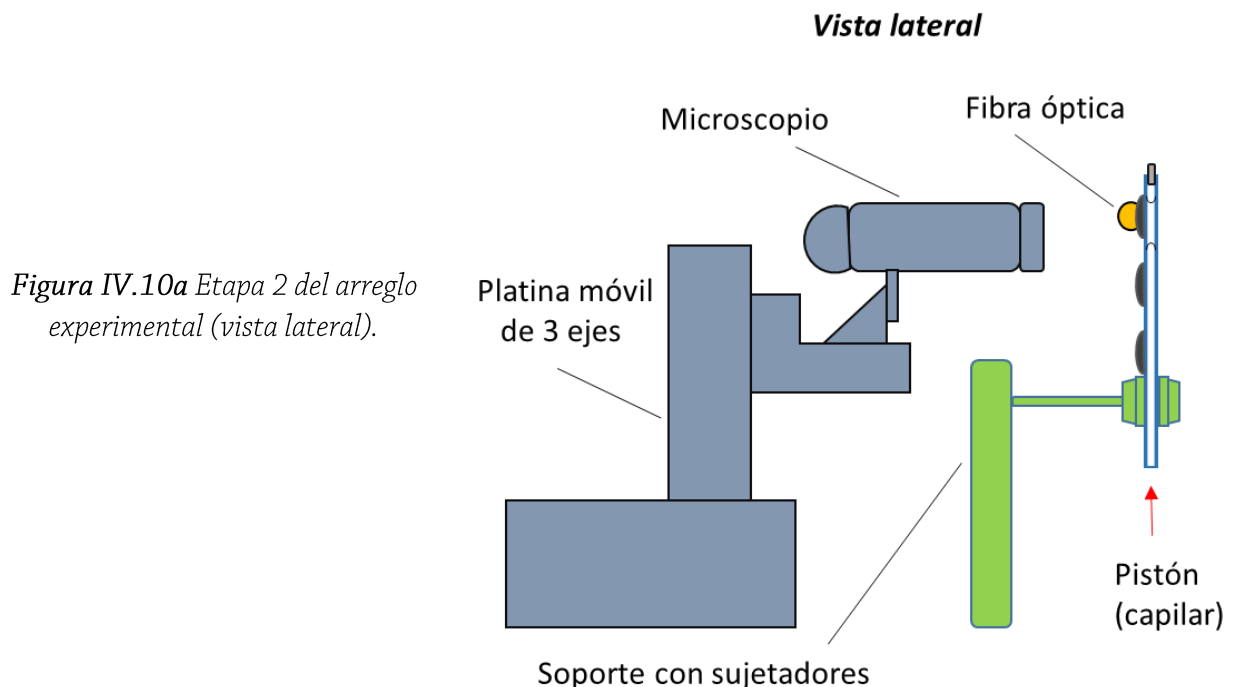 Vista lateral
Microscopio
Fibra óptica
Figura IV.10a Etapa 2 del arreglo
experimental (vista lateral).
Platina móvil
de 3 ejes
Pistón
(capilar)
Soporte con sujetadores